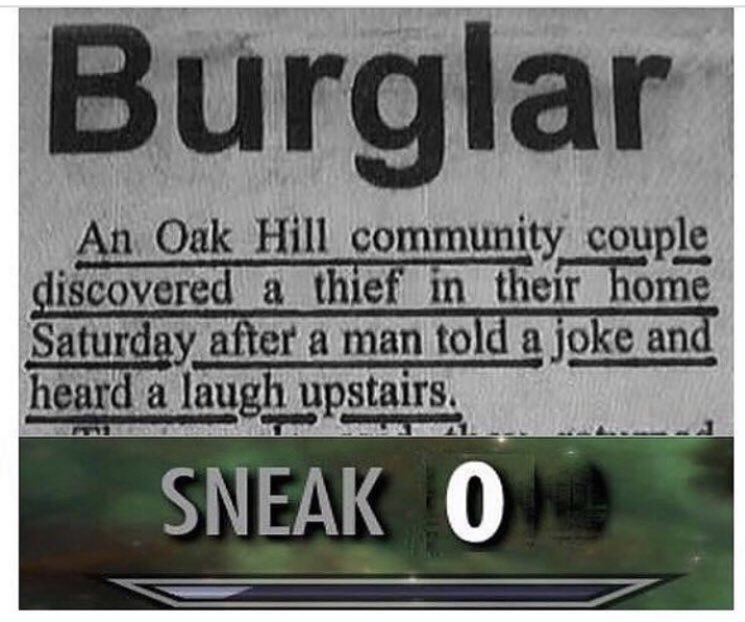 Burglar
An Oak Hill community couple
discovered a thief in their home
Saturday after a man told a joke and
heard a laugh upstairs.
SNEAK 0